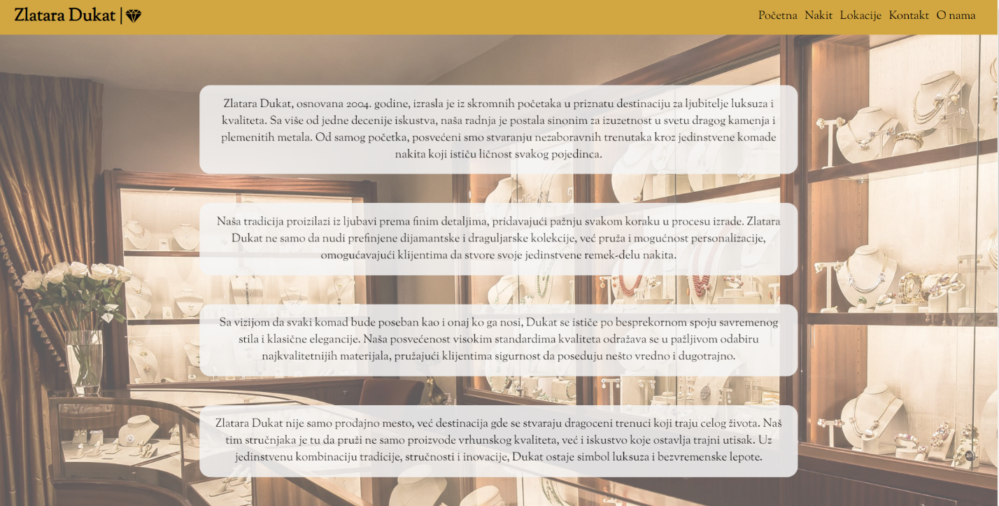 Zlatara Dukat |
Početna Nakit Lokacije Kontakt O nama
Zlatara Dukat, osnovana 2004. godine, izrasla je iz skromnih početaka u priznatu destinaciju za ljubitelje luksuza i
kvaliteta. Sa više od jedne decenije iskustva, naša radnja je postala sinonim za izuzetnost u svetu dragog kamenja i
plemenitih metala. Od samog početka, posvećeni smo stvaranju nezaboravnih trenutaka kroz jedinstvene komade
nakita koji ističu ličnost svakog pojedinca.
Naša tradicija proizilazi iz ljubavi prema finim detaljima, pridavajući pažnju svakom koraku u procesu izrade. Zlatara
Dukat ne samo da nudi prefinjene dijamantske i draguljarske kolekcije, već pruža i mogućnost personalizacije,
omogućavajući klijentima da stvore svoje jedinstvene remek-delu nakita.
Sa vizijom da svaki komad bude poseban kao i onaj ko ga nosi, Dukat se ističe po besprekornom spoju savremenog
stila i klasične elegancije. Naša posvećenost visokim standardima kvaliteta odražava se u pažljivom odabiru
najkvalitetnijih materijala, pružajući klijentima sigurnost da poseduju nešto vredno i dugotrajno.
Zlatara Dukat nije samo prodajno mesto, već destinacija gde se stvaraju dragoceni trenuci koji traju celog života. Naš
tim stručnjaka je tu da pruži ne samo proizvode vrhunskog kvaliteta, već i iskustvo koje ostavlja trajni utisak. Uz
jedinstvenu kombinaciju tradicije, stručnosti i inovacije, Dukat ostaje simbol luksuza i bezvremenske lepote.